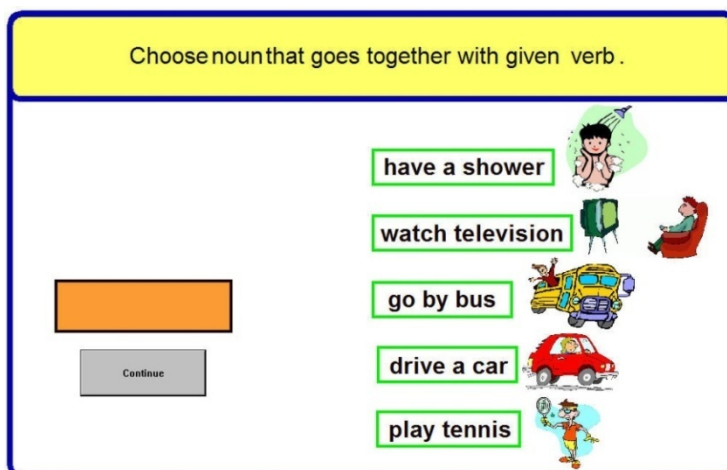 Choose noun that goes together with given verb .
have a shower
watch television
go by bus
drive a car
Continue
play tennis